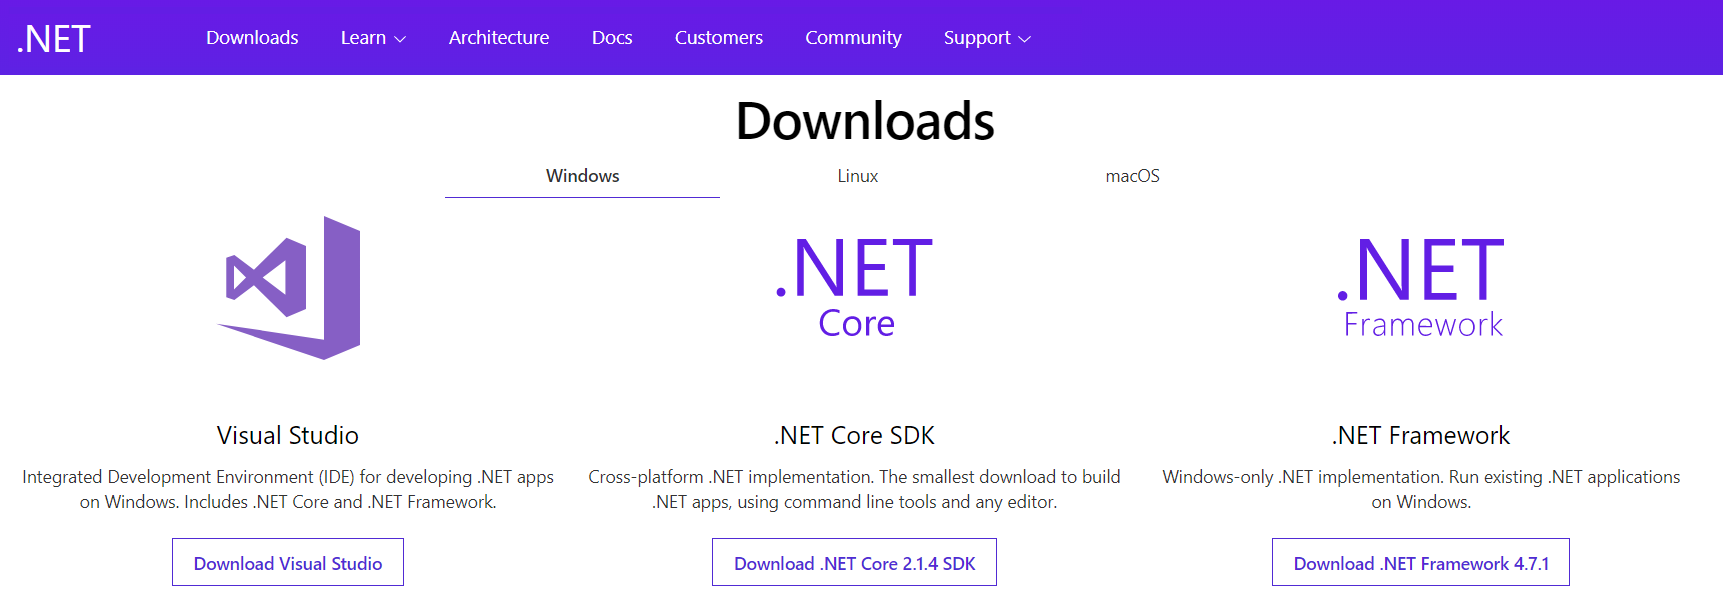 .NET
Downloads
Learn
Architecture
Docs
Customers
Community
Support
Downloads
Windows
Linux
macOS
.NET
Core
.NET
Framework
Visual Studio
Integrated Development Environment (IDE) for developing .NET apps
on Windows. Includes .NET Core and .NET Framework.
Download Visual Studio
.NET Core SDK
Cross-platform .NET implementation. The smallest download to build
.NET apps, using command line tools and any editor.
Download .NET Core 2.1.4 SDK
.NET Framework
Windows-only .NET implementation. Run existing .NET applications
on Windows.
Download .NET Framework 4.7.1